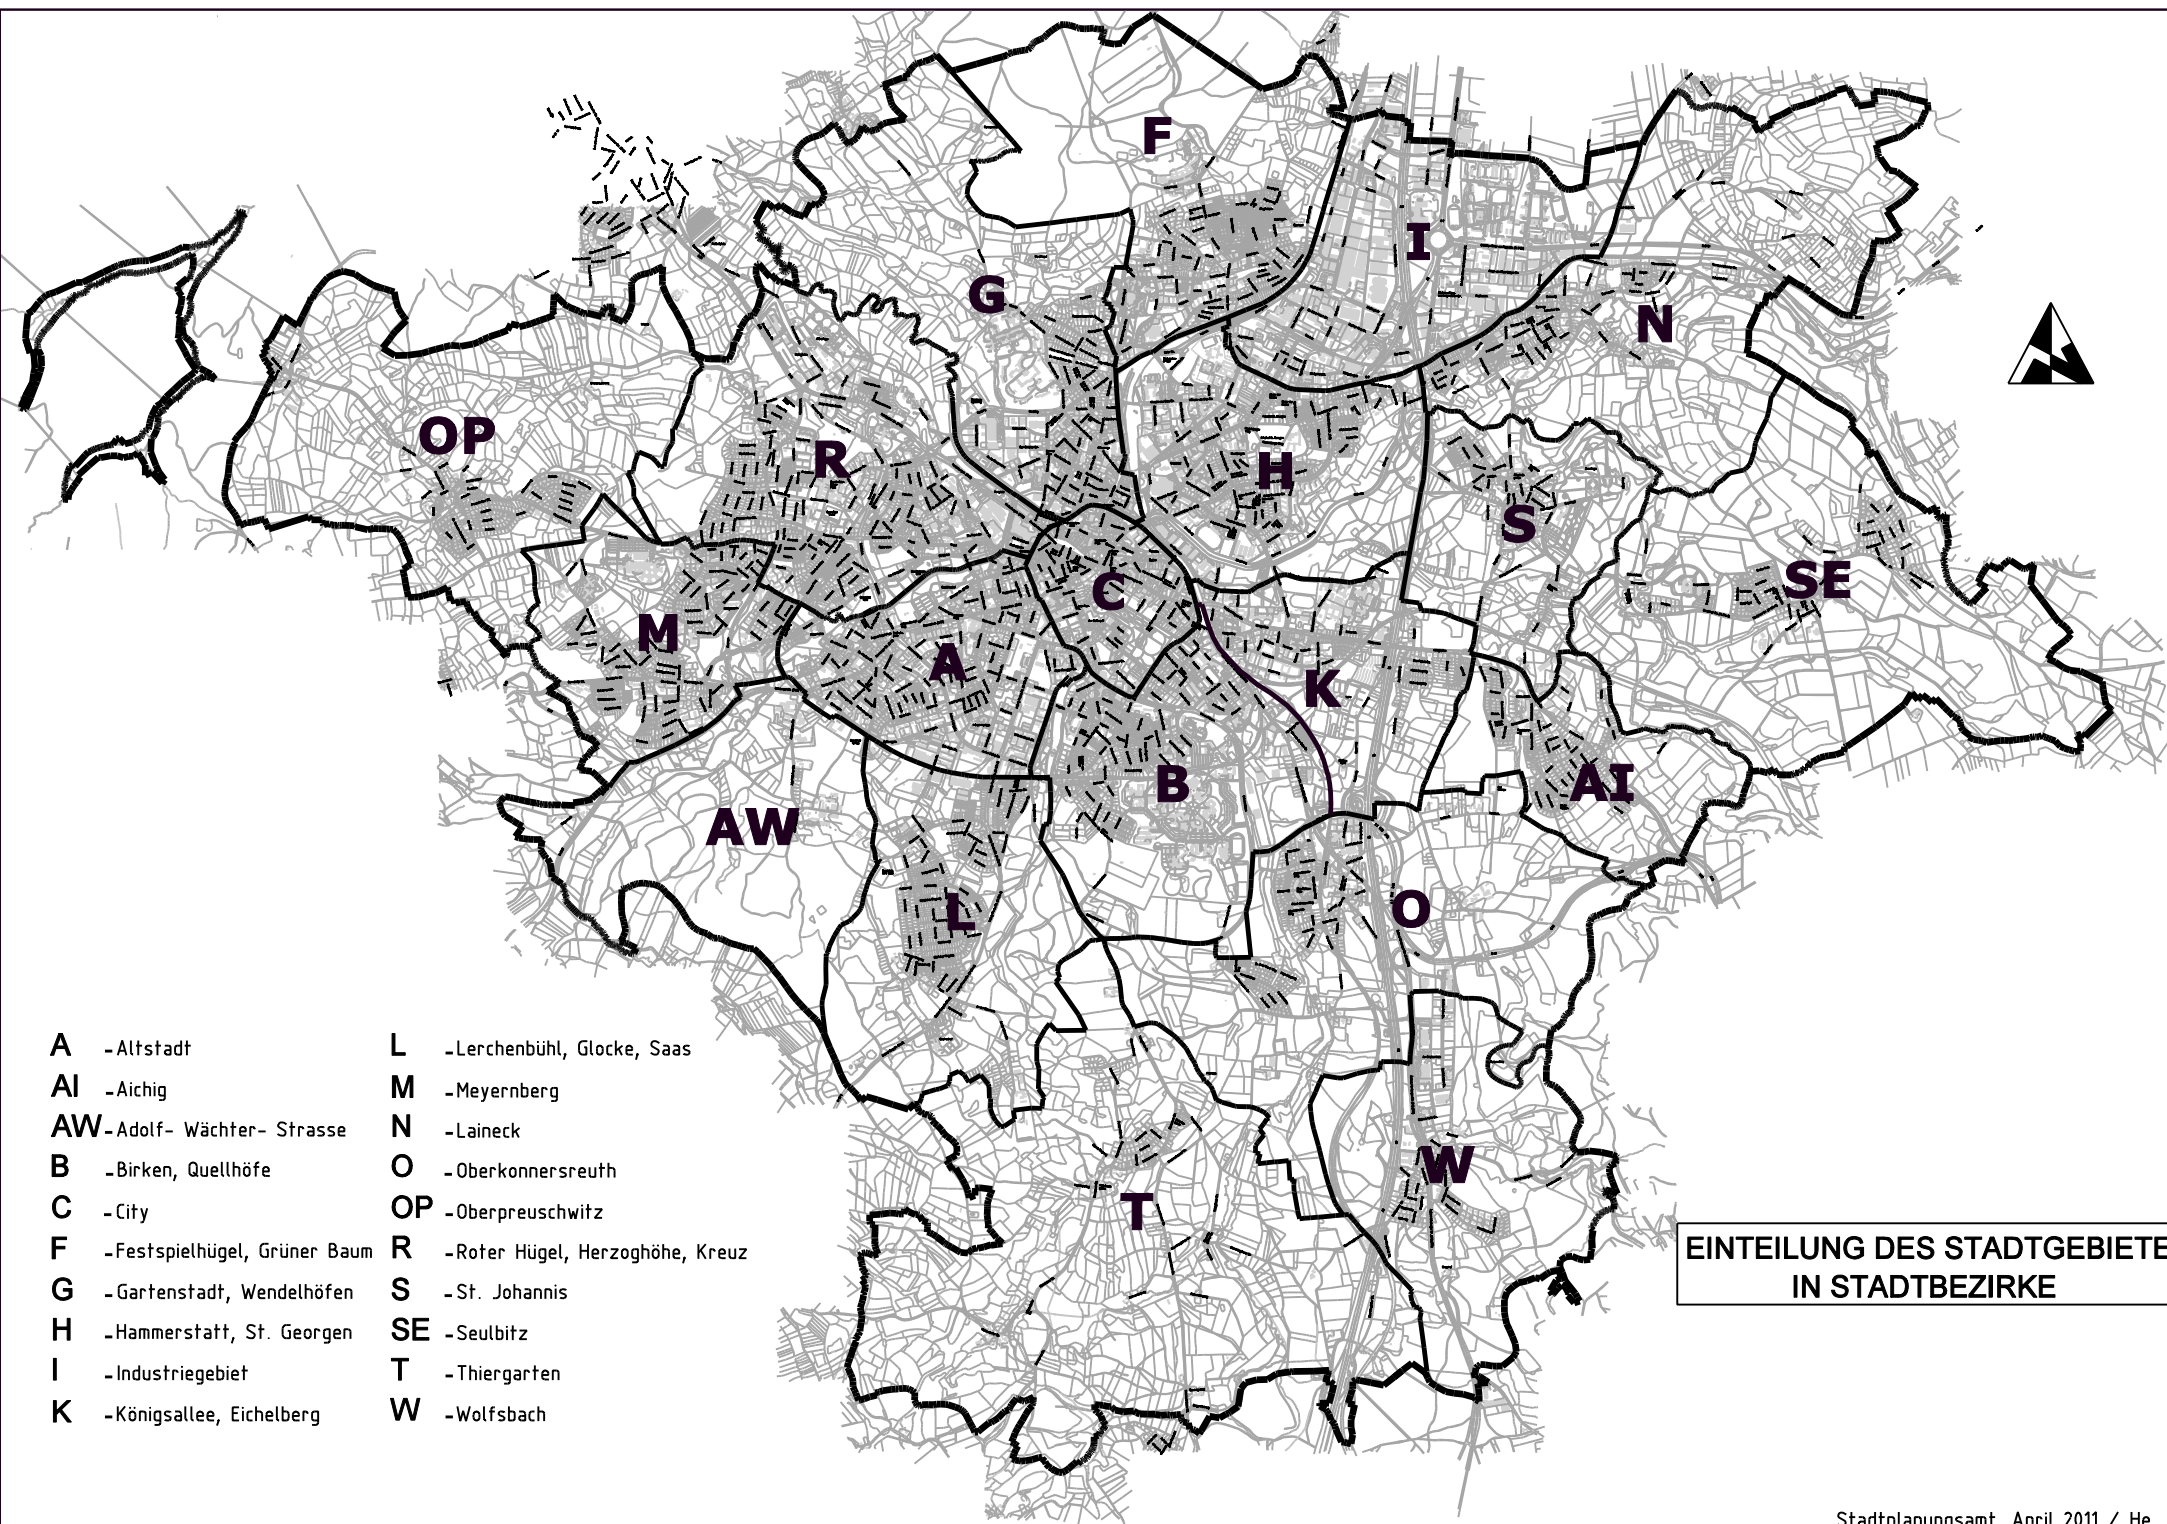 F
I
G
N
OP
R
H
S
C
SE
M
A
K
B
AI
AW
L
O
W
T
A -Altstadt
AI -Aichig
AW -Adolf- Wächter- Strasse
B -Birken, Quellhöfe
C -City
F -Festspielhügel, Grüner Baum
G -Gartenstadt, Wendelhöfen
H -Hammerstatt, St. Georgen
I -Industriegebiet
K -Königsallee, Eichelberg
L -Lerchenbühl, Glocke, Saas
M -Meyernberg
N -Laineck
O -Oberkonnersreuth
OP -Oberpreuschwitz
R -Roter Hügel, Herzoghöhe, Kreuz
S -St. Johannis
SE -Seulbitz
T -Thiergarten
W -Wolfsbach
EINTEILUNG DES STADTGEBIETE
IN STADTBEZIRKE
Stadtplanungsamt, April 2011 / He